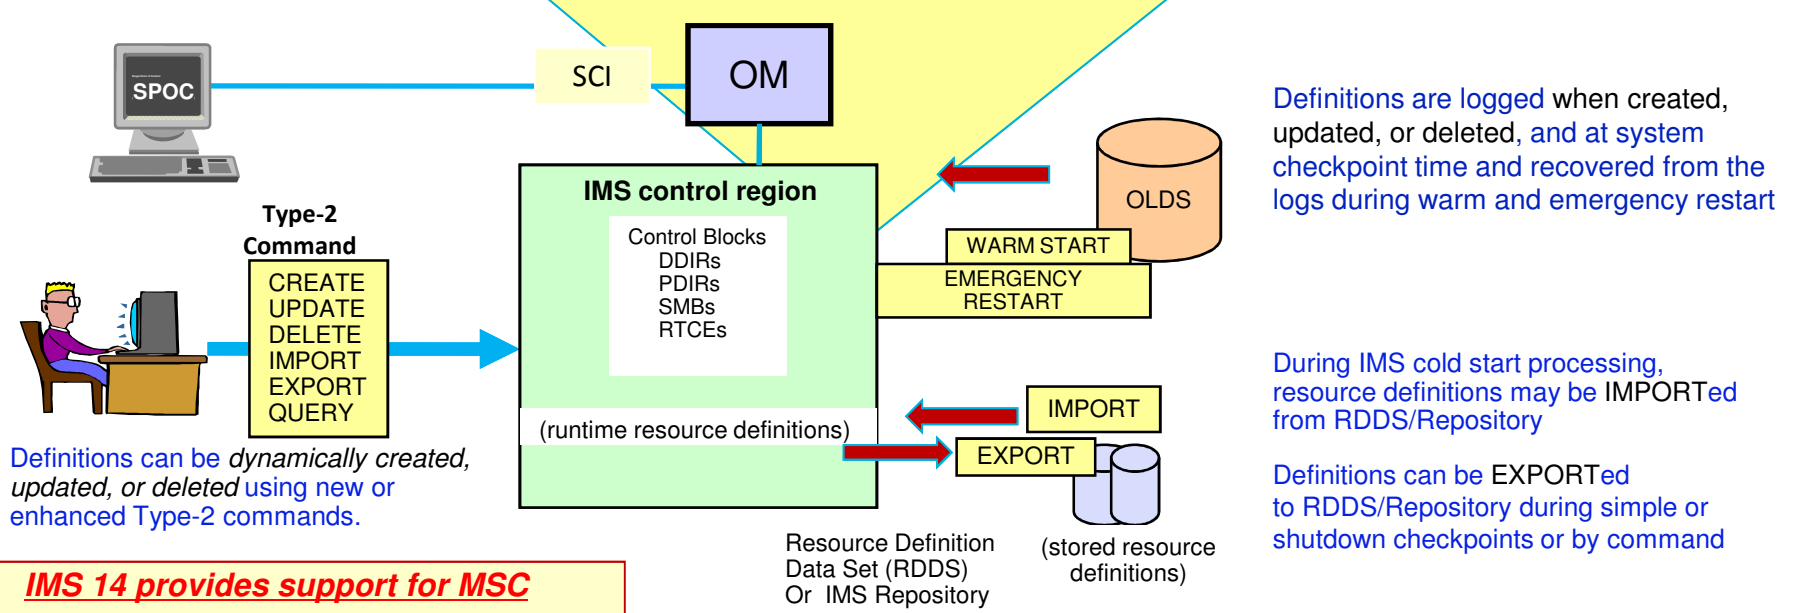 SPOC
SCI
OM
Definitions are logged when created,
updated, or deleted, and at system
checkpoint time and recovered from the
logs during warm and emergency restart
OLDS
WARM START
EMERGENCY
RESTART
IMS control region
Control Blocks
DDIRs
PDIRs
SMBs
RTCEs
Type-2
Command
CREATE
UPDATE
DELETE
IMPORT
EXPORT
QUERY
(runtime resource definitions)
IMPORT
EXPORT
During IMS cold start processing,
resource definitions may be IMPORTed
from RDDS/Repository
Definitions can be EXPORTed
to RDDS/Repository during simple or
shutdown checkpoints or by command
Definitions can be dynamically created,
updated, or deleted using new or
enhanced Type-2 commands.
Resource Definition
Data Set (RDDS)
Or IMS Repository
(stored resource
definitions)
IMS 14 provides support for MSC